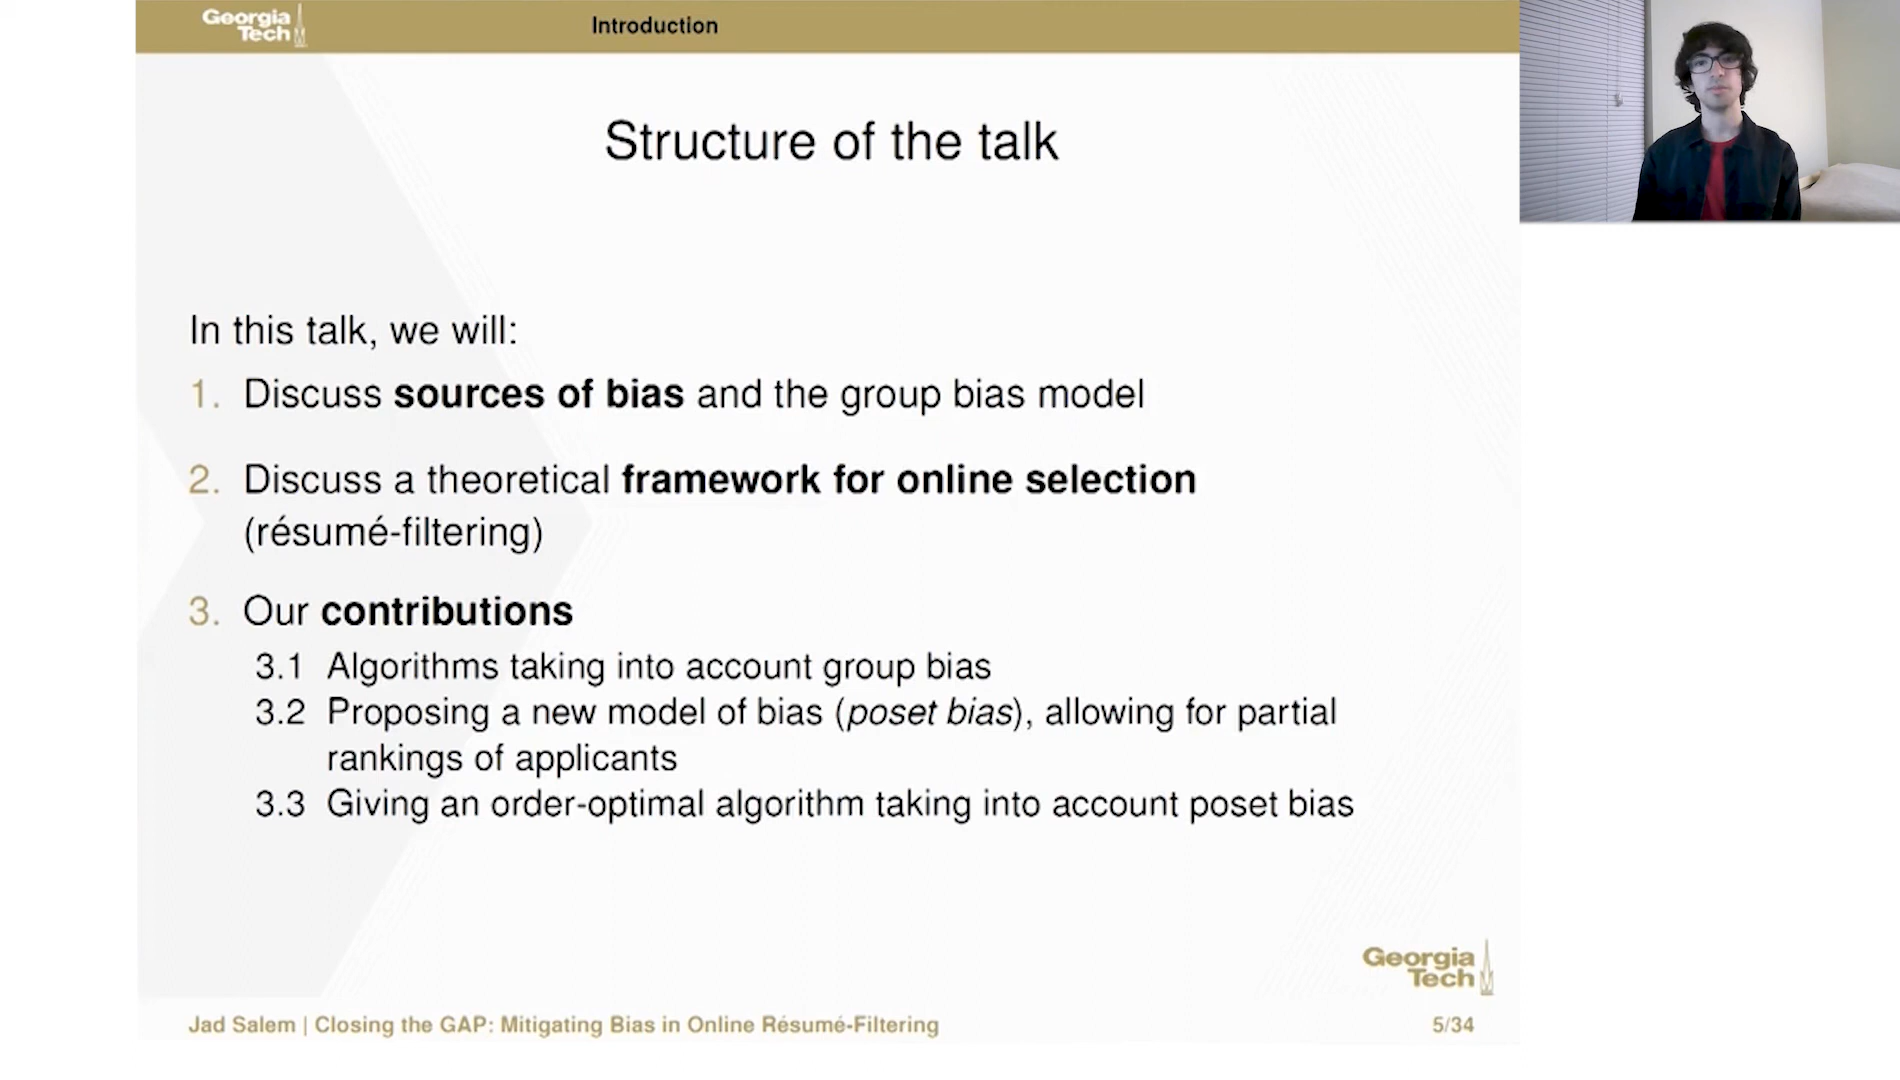 Georgia
Tech
Introduction
Structure of the talk
In this talk, we will:
1. Discuss sources of bias and the group bias model
2. Discuss a theoretical framework for online selection
(résumé-filtering)
3. Our contributions
3.1 Algorithms taking into account group bias
3.2 Proposing a new model of bias (poset bias), allowing for partial
rankings of applicants
3.3 Giving an order-optimal algorithm taking into account poset bias
Georgia
Tech
Jad Salem | Closing the GAP: Mitigating Bias in Online Résumé-Filtering
5/34